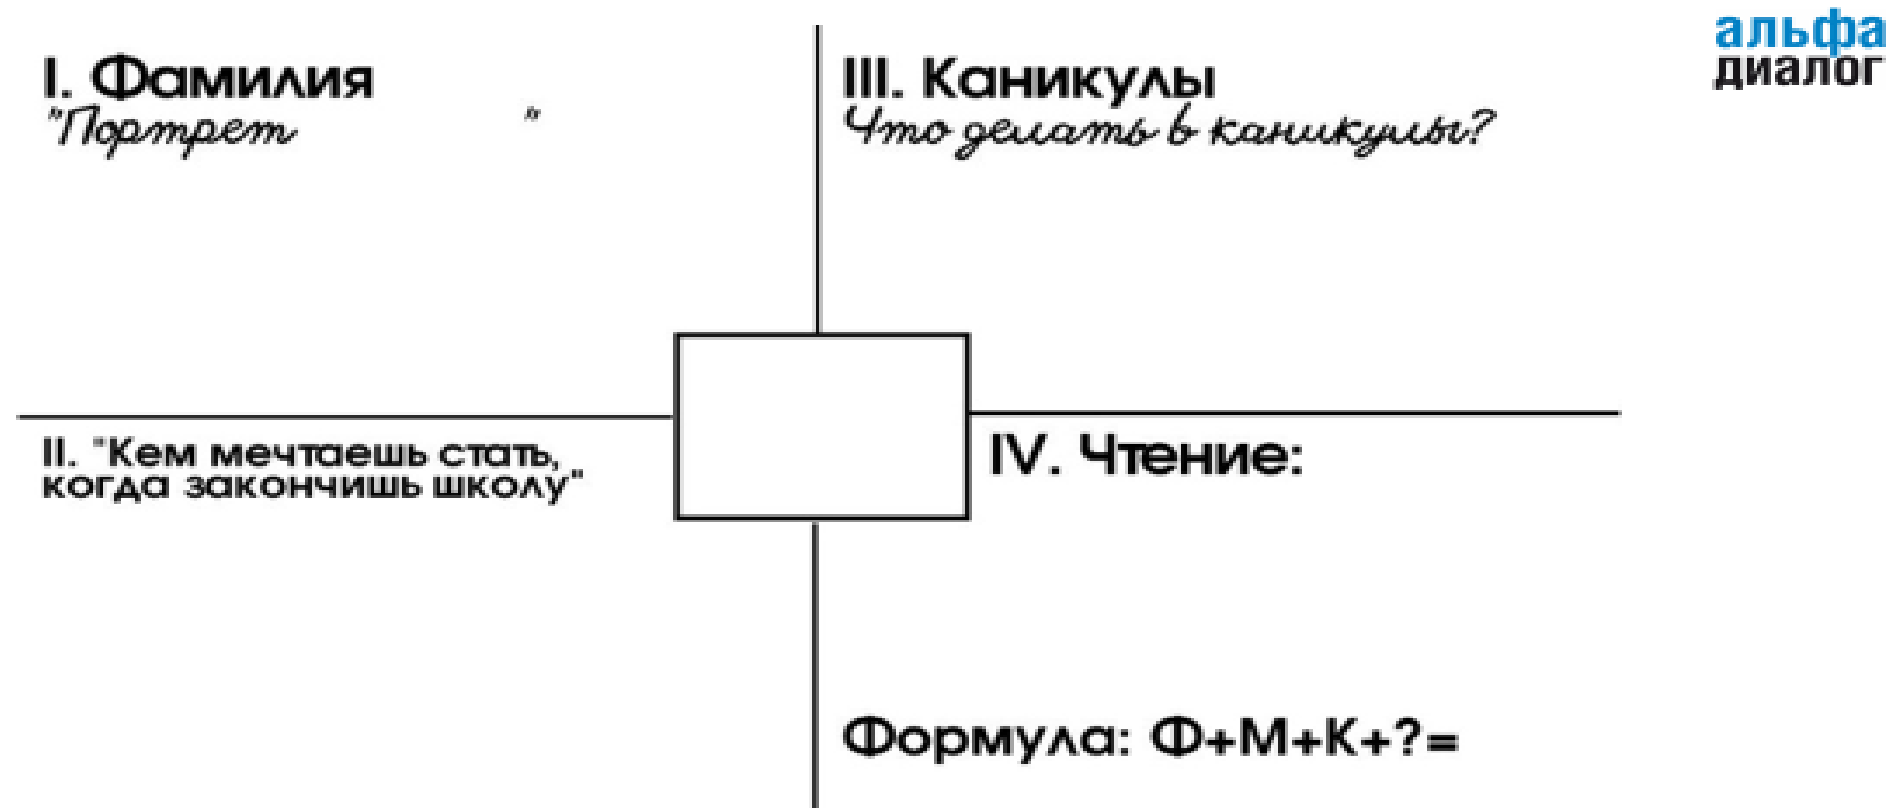 I. Фамилия
"Портрет "
II. "Кем мечтаешь стать,
когда закончишь школу"
III. Каникулы
Что делать в каникулы?
IV. Чтение:
Формула: Ф+М+К+?=
альфа
диалог